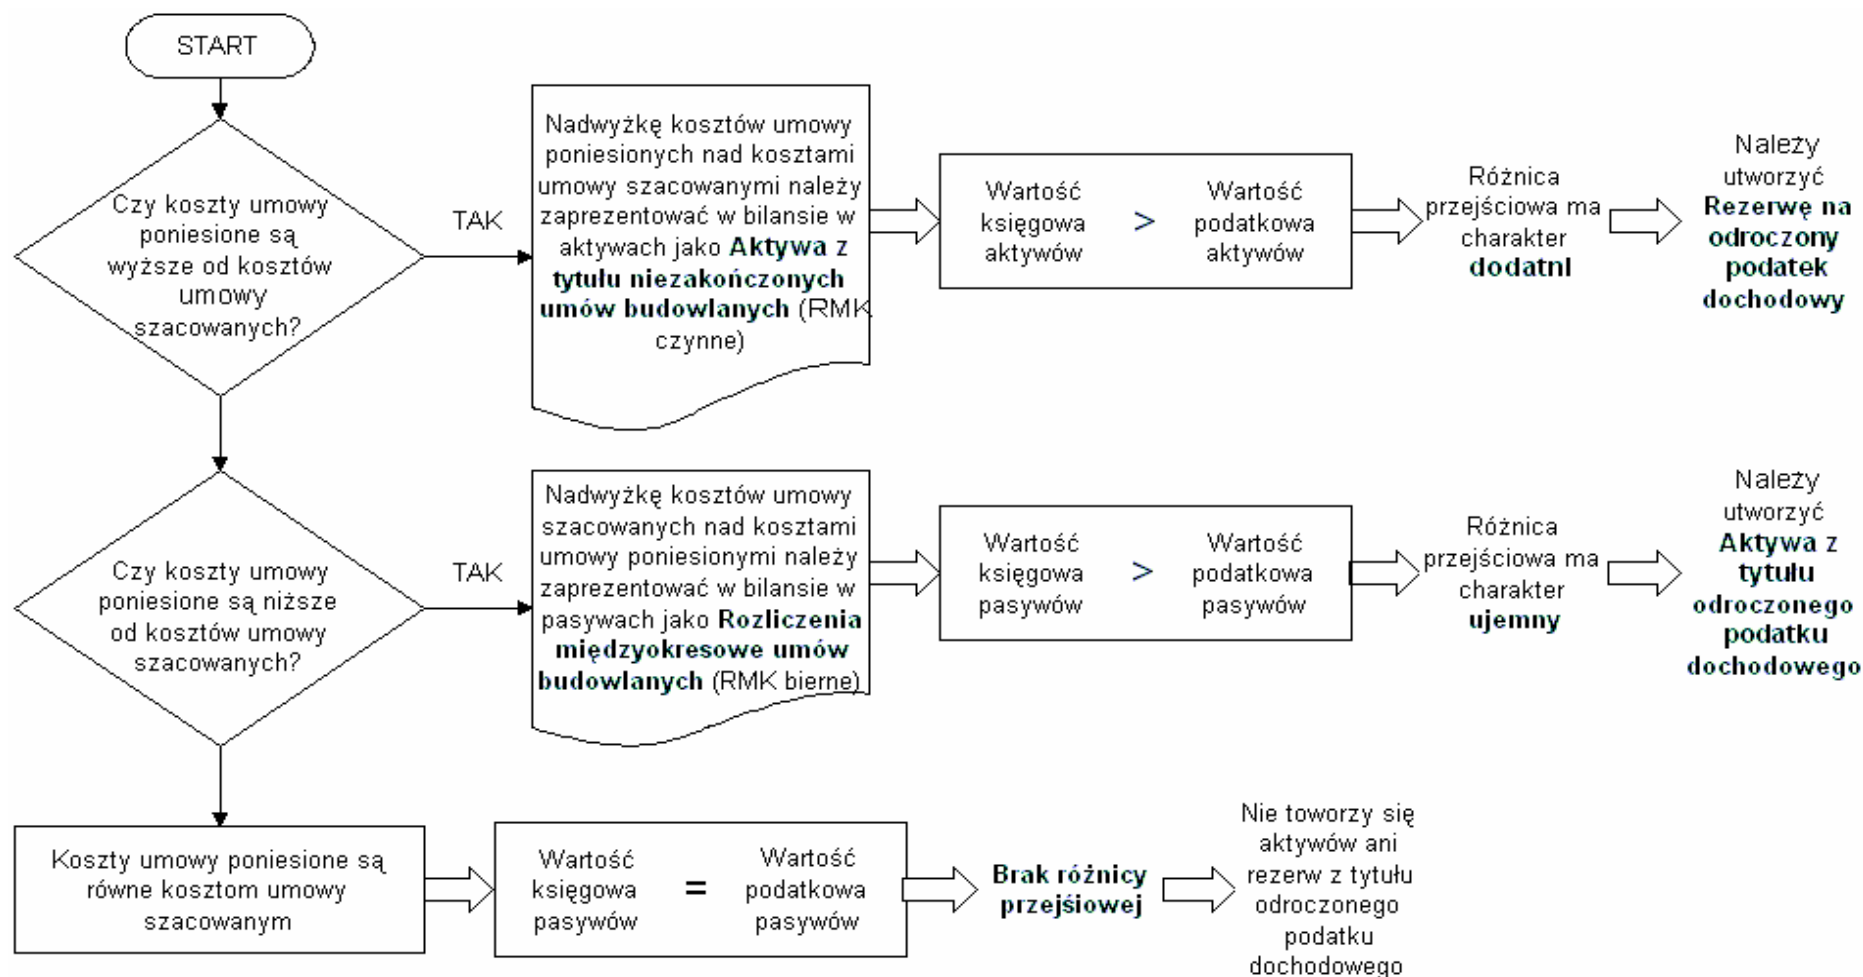 START
Czy koszty umowy
poniesione są
wyższe od kosztów
umowy
szacowanych?
TAK
Nadwyżkę kosztów umowy
poniesionych nad kosztami
umowy szacowanymi należy
zaprezentować w bilansie w
aktywach jako Aktywa z
tytułu niezakończonych
umów budowlanych (RMK
czynne)
Wartość
księgowa
aktywów
>
Wartość
podatkowa
aktywów
Różnica
przejściowa ma
charakter
dodatnI
Należy
utworzyć
Rezerwę na
odroczony
podatek
dochodowy
Czy koszty umowy
poniesione są niższe
od kosztów umowy
szacowanych?
TAK
Nadwyżkę kosztów umowy
szacowanych nad kosztami
umowy poniesionymi należy
zaprezentować w bilansie w
pasywach jako Rozliczenia
międzyokresowe umów
budowlanych (RMK bierne)
Wartość
księgowa
pasywów
>
Wartość
podatkowa
pasywów
Różnica
przejściowa ma
charakter
ujemny
Należy
utworzyć
Aktywa z
tytułu
odroczonego
podatku
dochodowego
Koszty umowy poniesione są
równe kosztom umowy
szacowanym
Wartość
księgowa
pasywów
=
Wartość
podatkowa
pasywów
Brak różnicy
przejśiowej
Nie toworzy się
aktywów ani
rezerw z tytułu
odroczonego
podatku
dochodowego